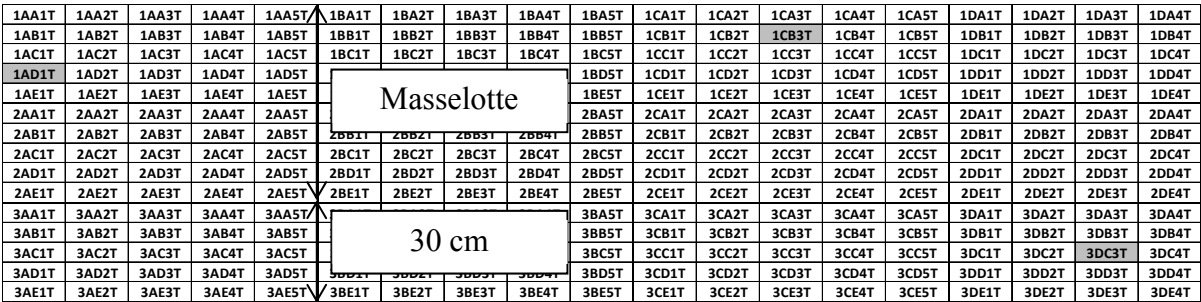 1AA1T 1AA2T 1AA3T 1AA4T 1AA5T 1BA1T 1BA2T 1BA3T 1BA4T 1BA5T 1CA1T 1CA2T 1CA3T 1CA4T 1CA5T 1DA1T 1DA2T 1DA3T 1DA4T
1AB1T 1AB2T 1AB3T 1AB4T 1AB5T 1BB1T 1BB2T 1BB3T 1BB4T 1BB5T 1CB1T 1CB2T 1CB3T 1CB4T 1CB5T 1DB1T 1DB2T 1DB3T 1DB4T
1AC1T 1AC2T 1AC3T 1AC4T 1AC5T 1BC1T 1BC2T 1BC3T 1BC4T 1BC5T 1CC1T 1CC2T 1CC3T 1CC4T 1CC5T 1DC1T 1DC2T 1DC3T 1DC4T
1AD1T 1AD2T 1AD3T 1AD4T 1AD5T 1BD5T 1CD1T 1CD2T 1CD3T 1CD4T 1CD5T 1DD1T 1DD2T 1DD3T 1DD4T
Masselotte
1AE1T 1AE2T 1AE3T 1AE4T 1AE5T 1BE5T 1CE1T 1CE2T 1CE3T 1CE4T 1CE5T 1DE1T 1DE2T 1DE3T 1DE4T
2AA1T 2AA2T 2AA3T 2AA4T 2AA5T 2BA5T 2CA1T 2CA2T 2CA3T 2CA4T 2CA5T 2DA1T 2DA2T 2DA3T 2DA4T
2AB1T 2AB2T 2AB3T 2AB4T 2AB5T 2BB1T 2BB2T 2BB3T 2BB4T 2BB5T 2CB1T 2CB2T 2CB3T 2CB4T 2CB5T 2DB1T 2DB2T 2DB3T 2DB4T
2AC1T 2AC2T 2AC3T 2AC4T 2AC5T 2BC1T 2BC2T 2BC3T 2BC4T 2BC5T 2CC1T 2CC2T 2CC3T 2CC4T 2CC5T 2DC1T 2DC2T 2DC3T 2DC4T
2AD1T 2AD2T 2AD3T 2AD4T 2AD5T 2BD1T 2BD2T 2BD3T 2BD4T 2BD5T 2CD1T 2CD2T 2CD3T 2CD4T 2CD5T 2DD1T 2DD2T 2DD3T 2DD4T
2AE1T 2AE2T 2AE3T 2AE4T 2AE5T 2BE1T 2BE2T 2BE3T 2BE4T 2BE5T 2CE1T 2CE2T 2CE3T 2CE4T 2CE5T 2DE1T 2DE2T 2DE3T 2DE4T
3AA1T 3AA2T 3AA3T 3AA4T 3AA5T 3BA5T 3CA1T 3CA2T 3CA3T 3CA4T 3CA5T 3DA1T 3DA2T 3DA3T 3DA4T
3AB1T 3AB2T 3AB3T 3AB4T 3AB5T 3BB5T 3CB1T 3CB2T 3CB3T 3CB4T 3CB5T 3DB1T 3DB2T 3DB3T 3DB4T
30 cm
3AC1T 3AC2T 3AC3T 3AC4T 3AC5T 3BC5T 3CC1T 3CC2T 3CC3T 3CC4T 3CC5T 3DC1T 3DC2T 3DC3T 3DC4T
3AD1T 3AD2T 3AD3T 3AD4T 3AD5T 3BD5T 3CD1T 3CD2T 3CD3T 3CD4T 3CD5T 3DD1T 3DD2T 3DD3T 3DD4T
3AE1T 3AE2T 3AE3T 3AE4T 3AE5T 3BE1T 3BE2T 3BE3T 3BE4T 3BE5T 3CE1T 3CE2T 3CE3T 3CE4T 3CE5T 3DE1T 3DE2T 3DE3T 3DE4T